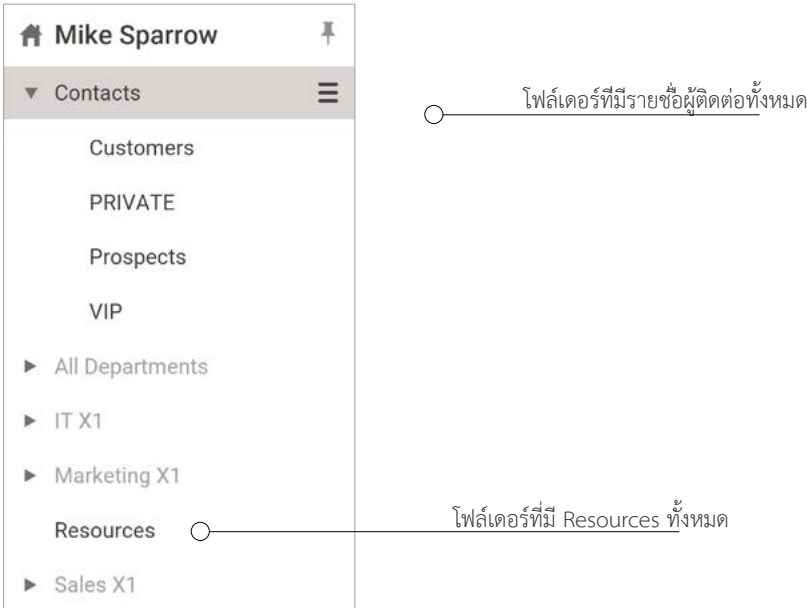 Mike Sparrow
Contacts
โฟล์เดอร์ที่มีรายชื่อผู้ติดต่อทั้งหมด
Customers
PRIVATE
Prospects
VIP
All Departments
IT X1
Marketing X1
Resources
โฟล์เดอร์ที่มี Resources ทั้งหมด
Sales X1